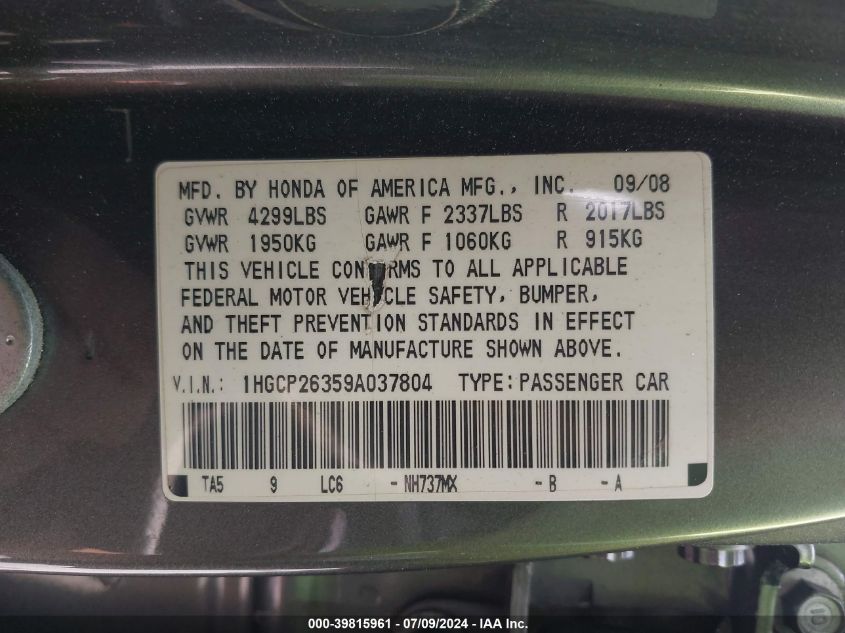 MFD. BY HONDA OF AMERICA MFG., INC. 09/08
GVWR 4299LBS GAWR F 2337LBS R 2017LBS
GVWR 1950KG GAWR F 1060KG R 915KG
THIS VEHICLE CONFORMS TO ALL APPLICABLE
FEDERAL MOTOR VEHICLE SAFETY, BUMPER,
AND THEFT PREVENTION STANDARDS IN EFFECT
ON THE DATE OF MANUFACTURE SHOWN ABOVE.
V.I.N.: 1HGCP26359A037804 TYPE: PASSENGER CAR
TA5 9 LC6 -NH737MX -B -A
000-39815961 - 07/09/2024 - IAA Inc.